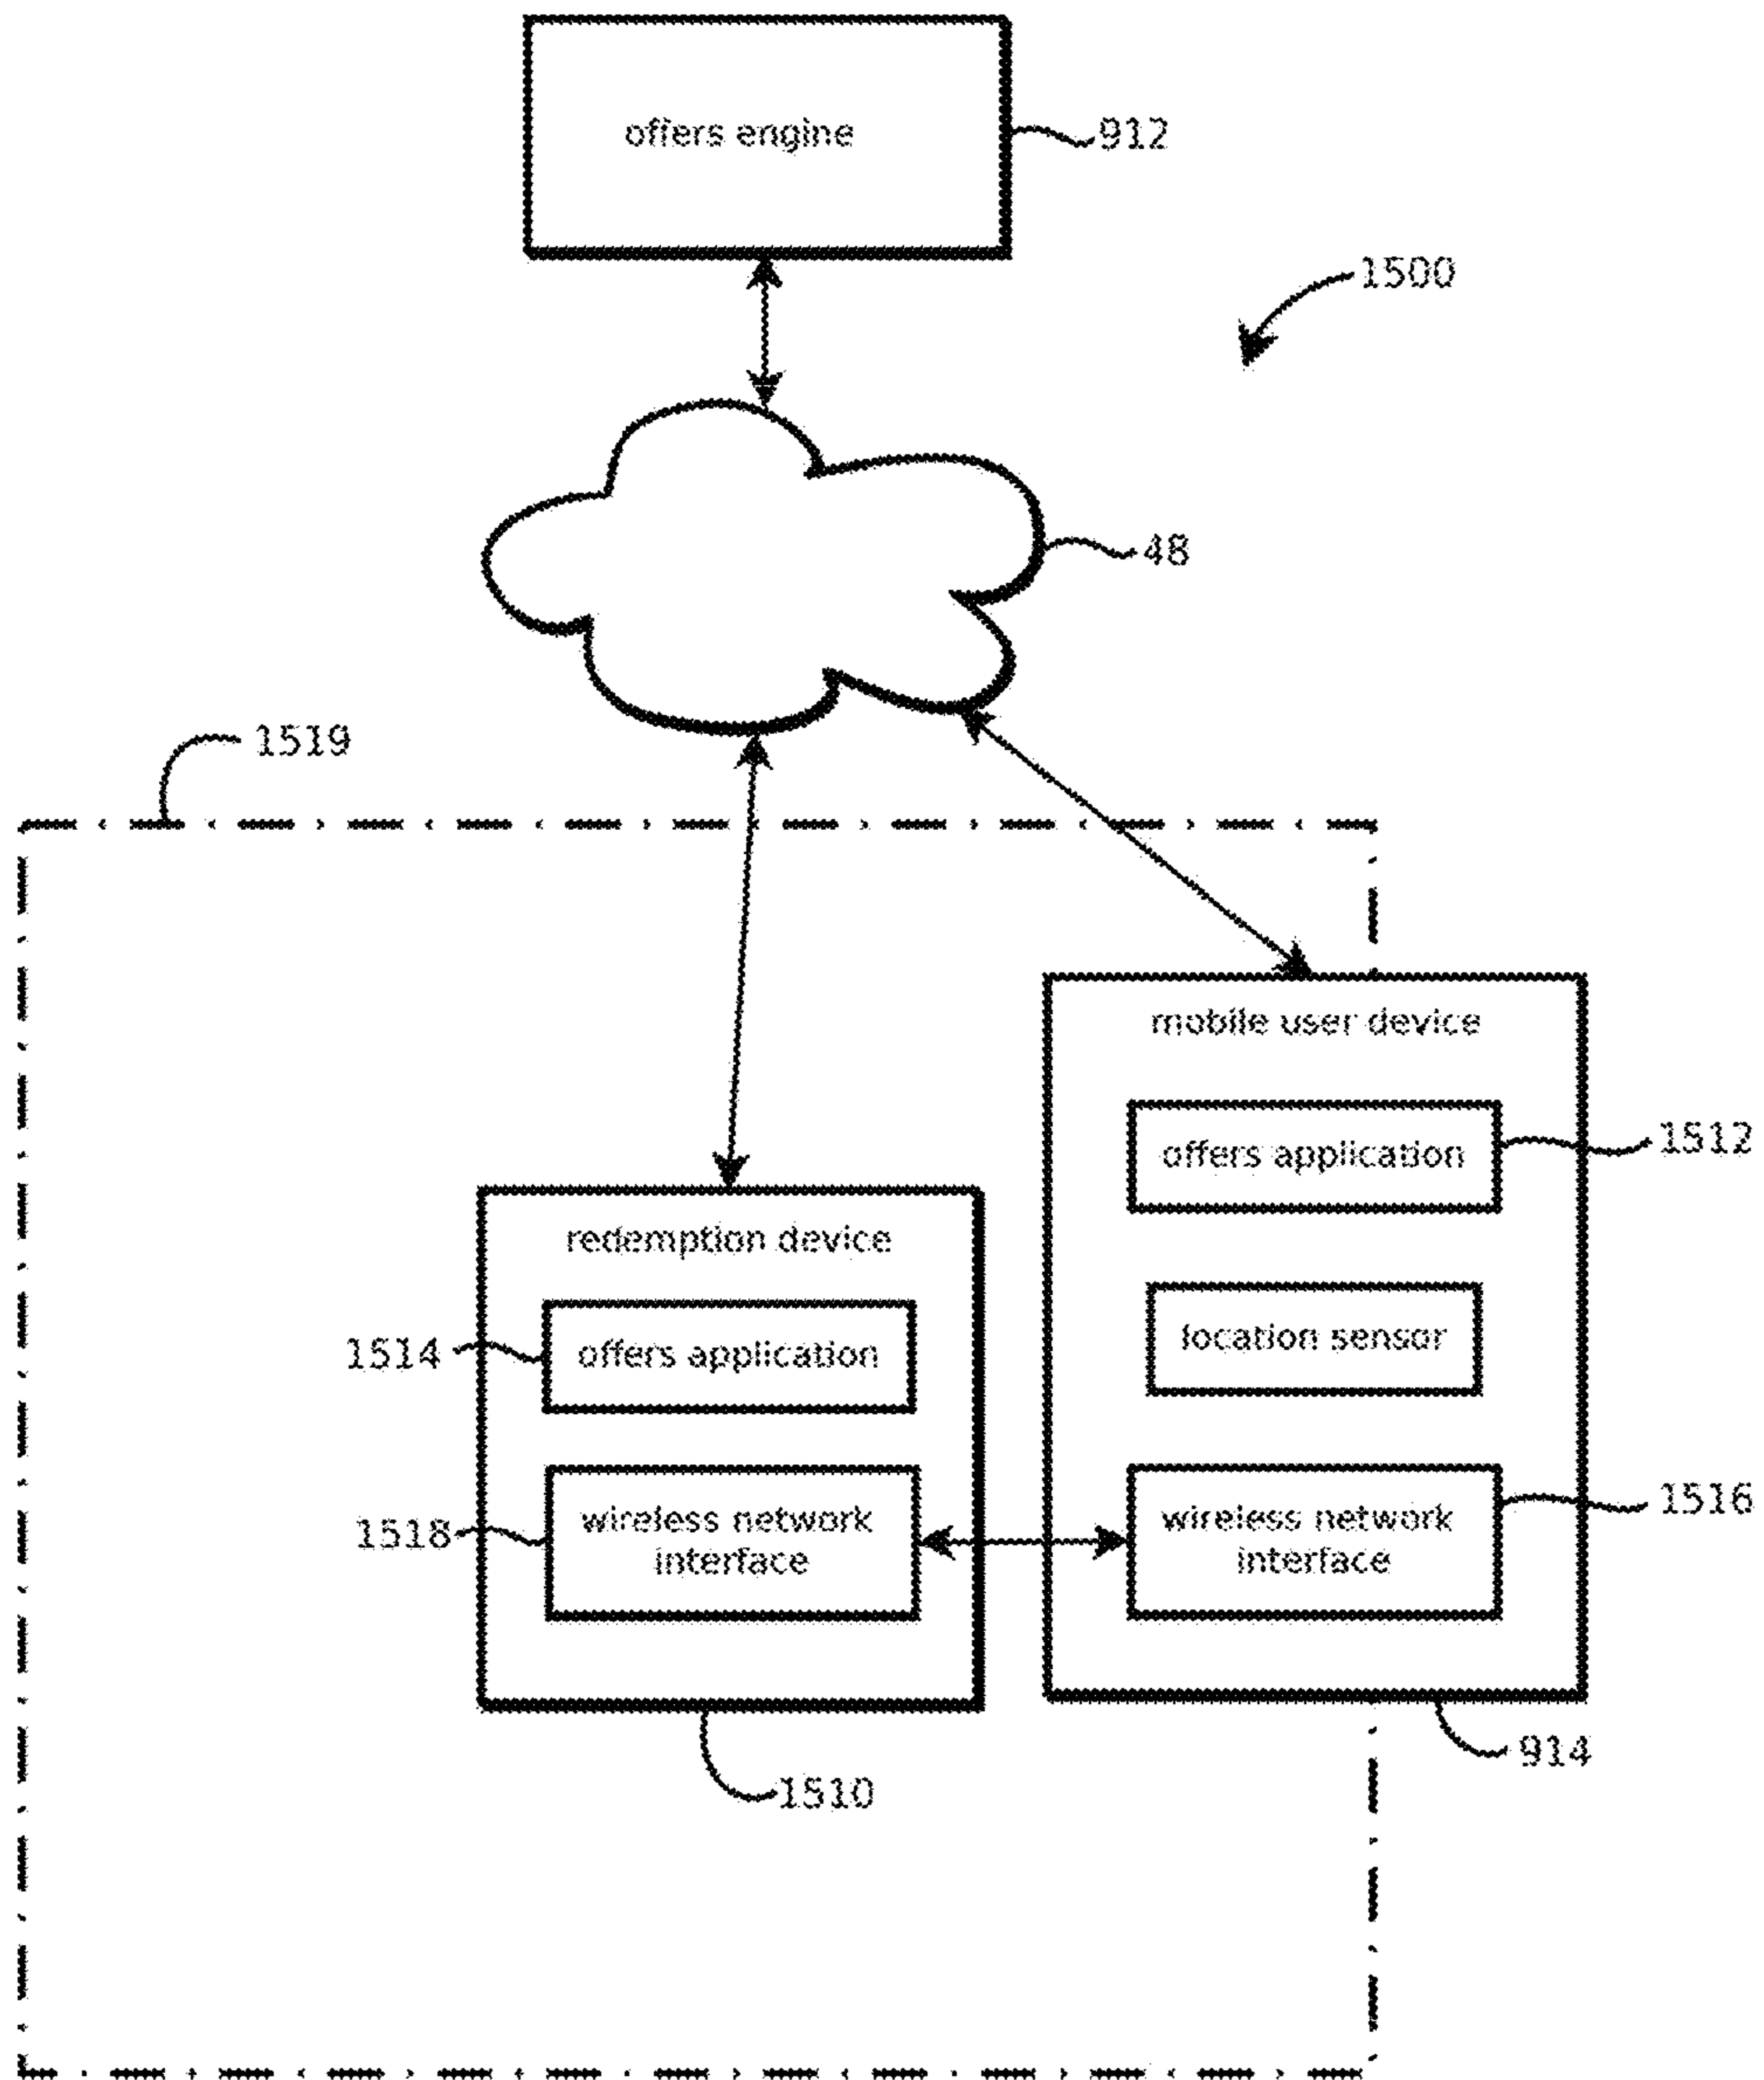 offers engine
912
1500
48
1519
mobile user device
offers application
1512
redemption device
location sensor
1514
offers application
1518
wireless network
interface
wireless network
interface
1516
914
1510